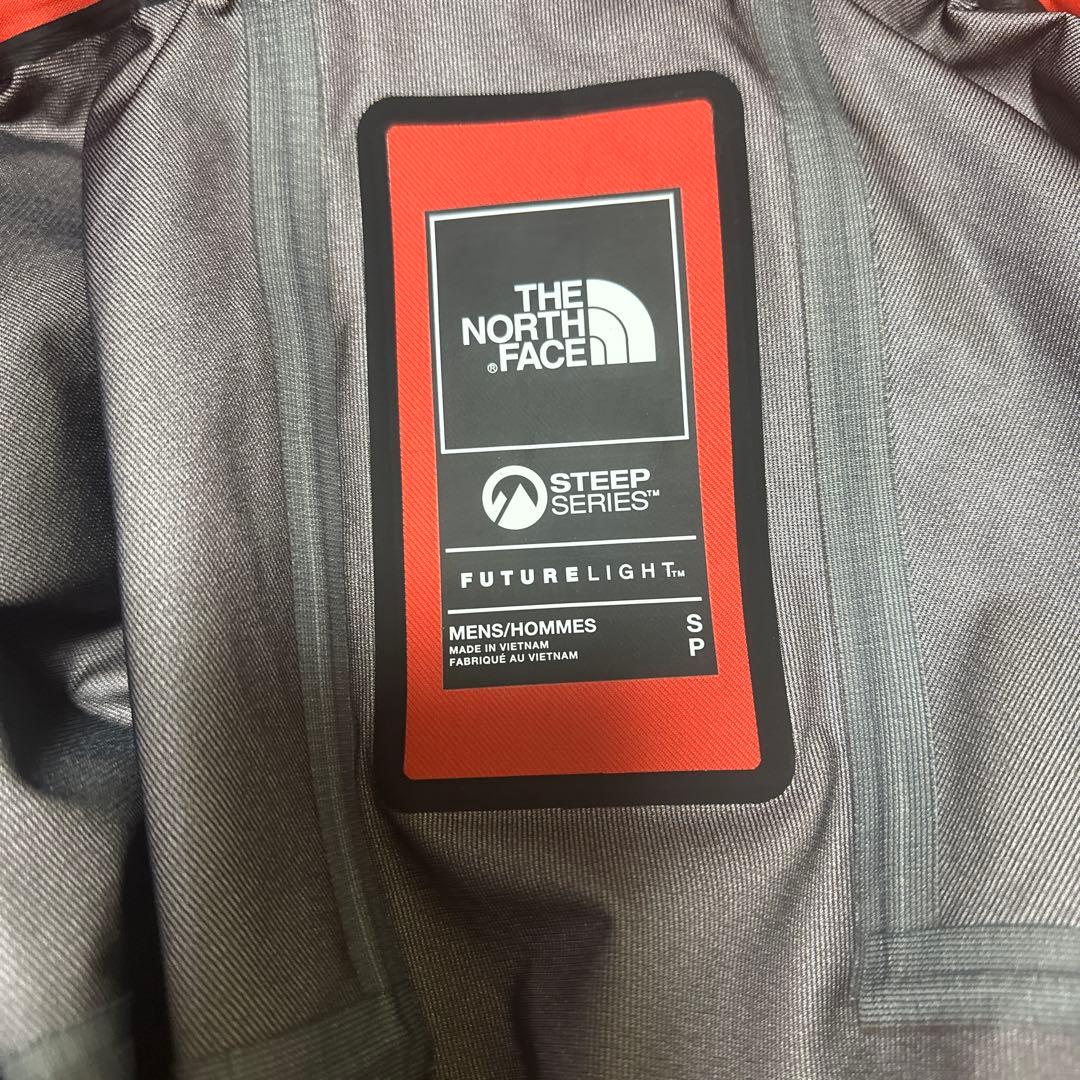 THE
NORTH
®FACE
STEEP
SERIES™
FUTURELIGHT™
MENS/HOMMES S
MADE IN VIETNAM P
FABRIQUÉ AU VIETNAM